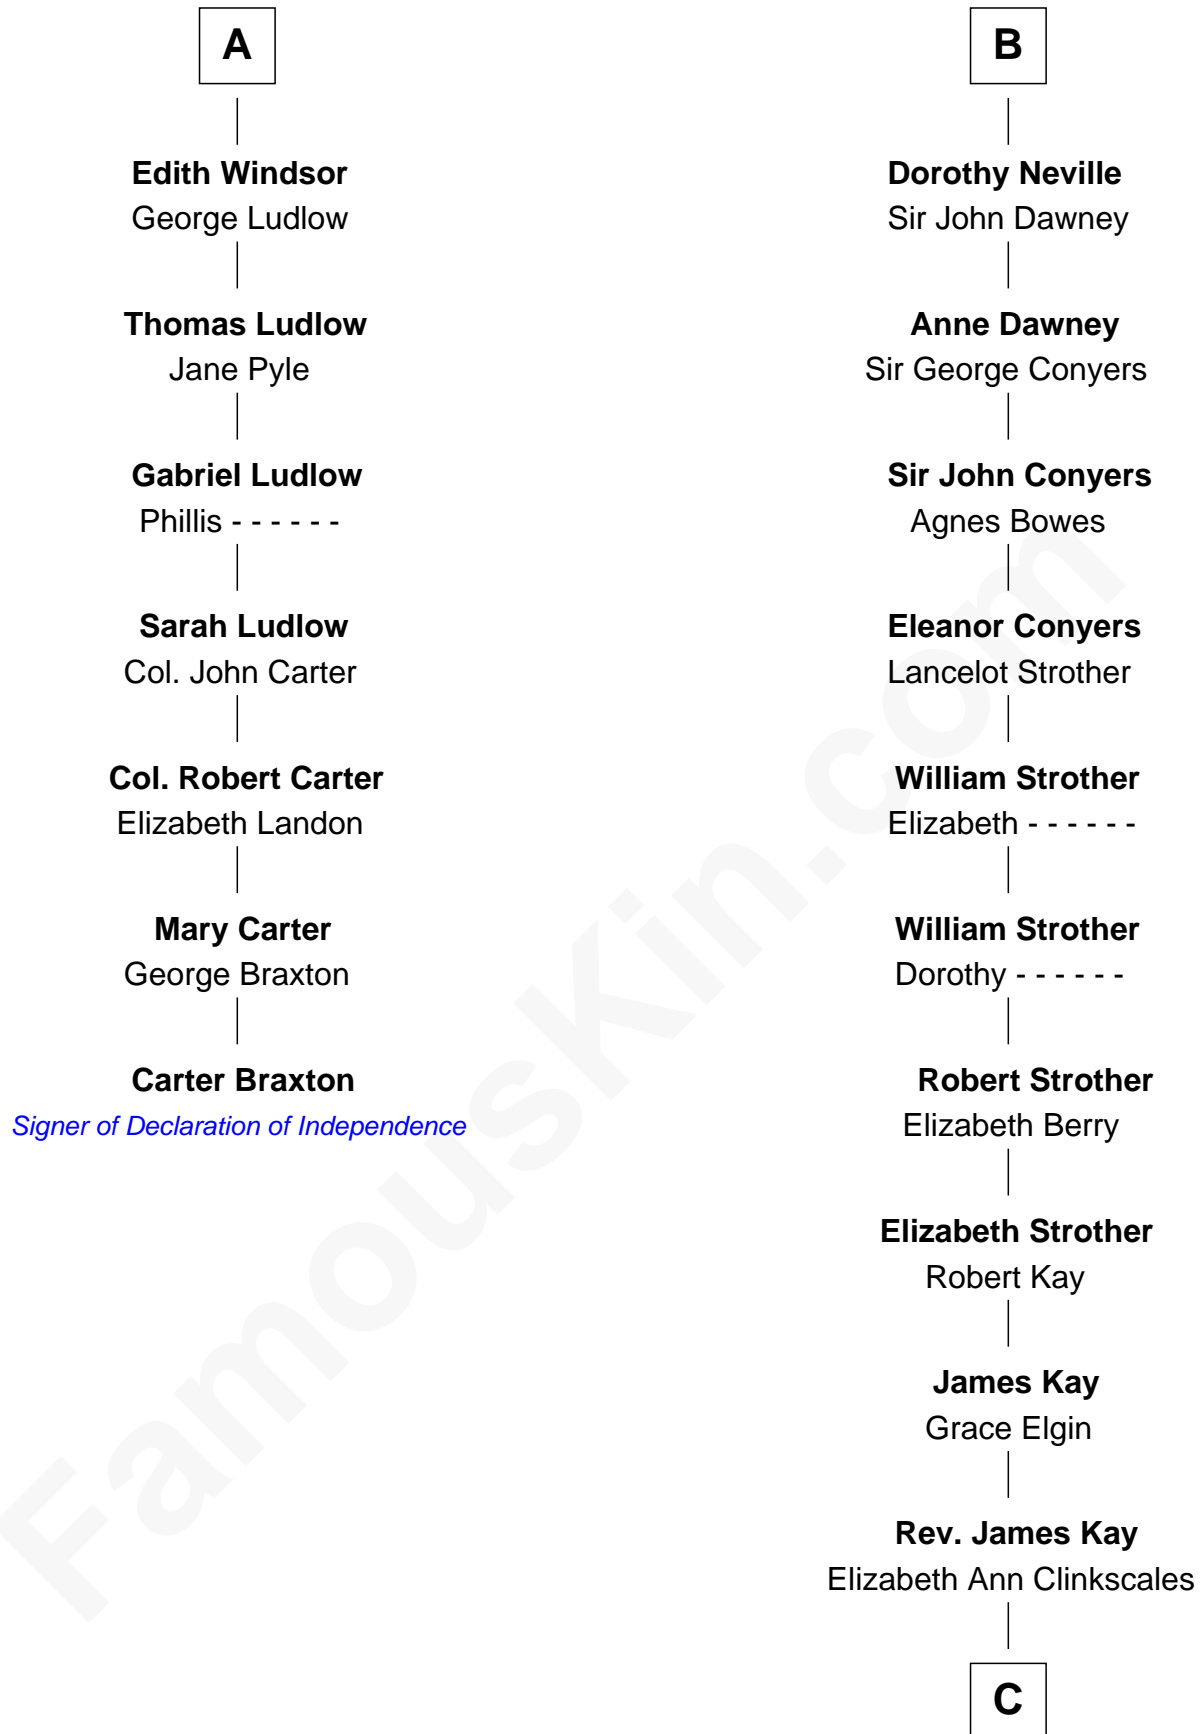 A
Edith Windsor
George Ludlow
Thomas Ludlow
Jane Pyle
Gabriel Ludlow
Phillis - - - - - -
Sarah Ludlow
Col. John Carter
Col. Robert Carter
Elizabeth Landon
Mary Carter
George Braxton
Carter Braxton
Signer of Declaration of Independence
B
Dorothy Neville
Sir John Dawney
Anne Dawney
Sir George Conyers
Sir John Conyers
Agnes Bowes
Eleanor Conyers
Lancelot Strother
William Strother
Elizabeth - - - - - -
William Strother
Dorothy - - - - - -
Robert Strother
Elizabeth Berry
Elizabeth Strother
Robert Kay
James Kay
Grace Elgin
Rev. James Kay
Elizabeth Ann Clinkscales
C
FamousKin.com